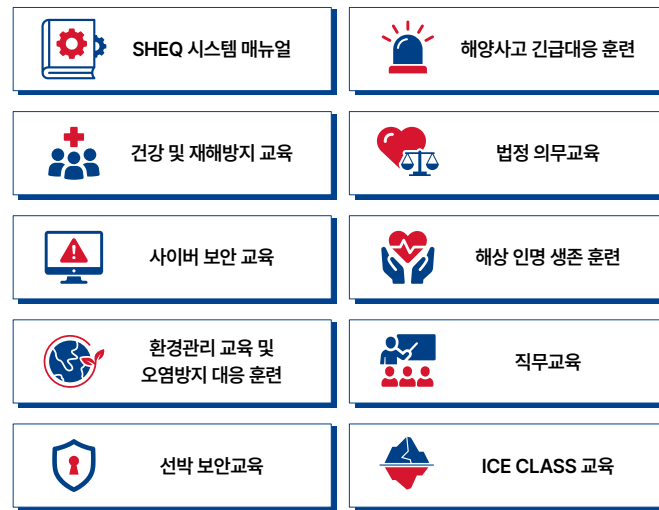 SHEQ 시스템 매뉴얼
해양사고 긴급대응 훈련
건강 및 재해방지 교육
법정 의무교육
사이버 보안 교육
해상 인명 생존 훈련
환경관리 교육 및
오염방지 대응 훈련
직무교육
선박 보안교육
ICE CLASS 교육